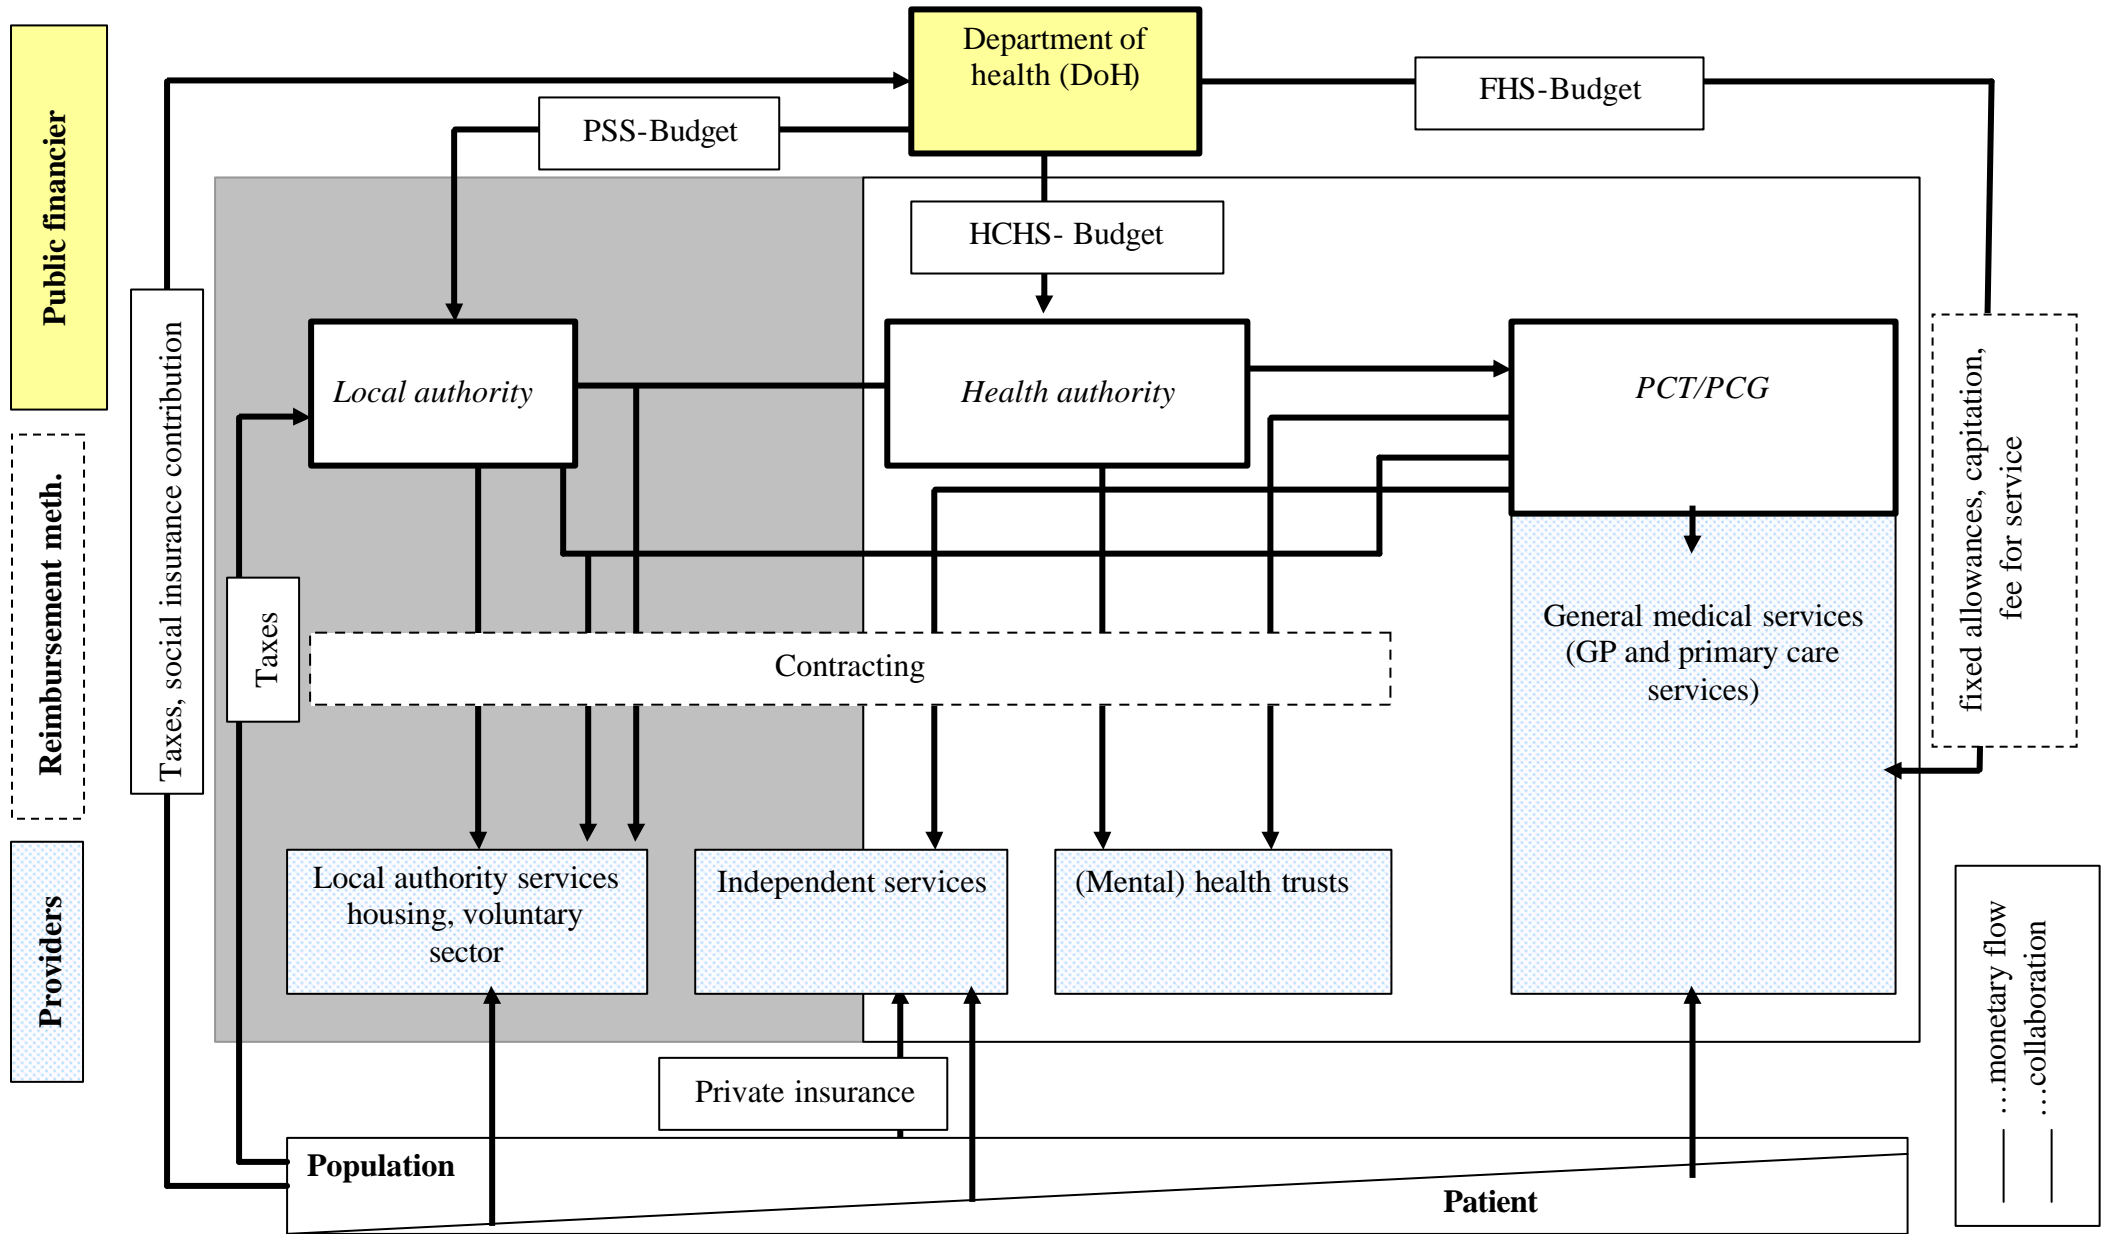 Department of
health (DoH)
FHS-Budget
PSS-Budget
HCHS- Budget
Public financier
Reimbursement meth.
Providers
Taxes, social insurance contribution
Taxes
Local authority
Health authority
PCT/PCG
fixed allowances, capitation,
fee for service
Contracting
General medical services
(GP and primary care
services)
Local authority services
housing, voluntary
sector
Independent services
(Mental) health trusts
…monetary flow
…collaboration
Private insurance
Population
Patient